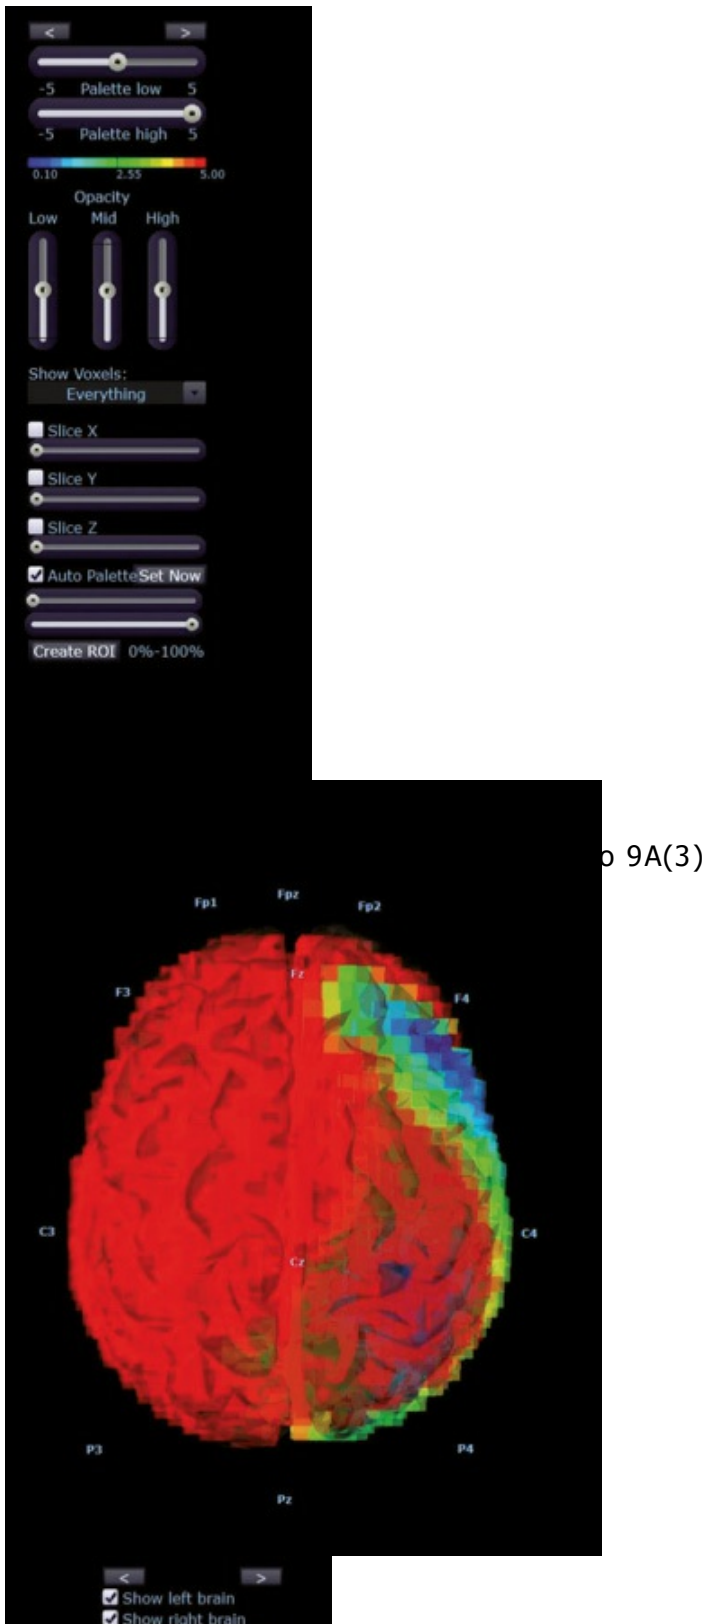 < >
-5 Palette low 5
-5 Palette high 5
0.10 2.55 5.00
Opacity
Low Mid High
Show Voxels:
Everything
Slice X
Slice Y
Slice Z
Auto Palette Set Now
Create ROI 0%-100%
o 9A(3)
Fp1 Fpz Fp2
Fz
F3 F4
C3 C4
Cz
P3 P4
Pz
< >
Show left brain
Show right brain